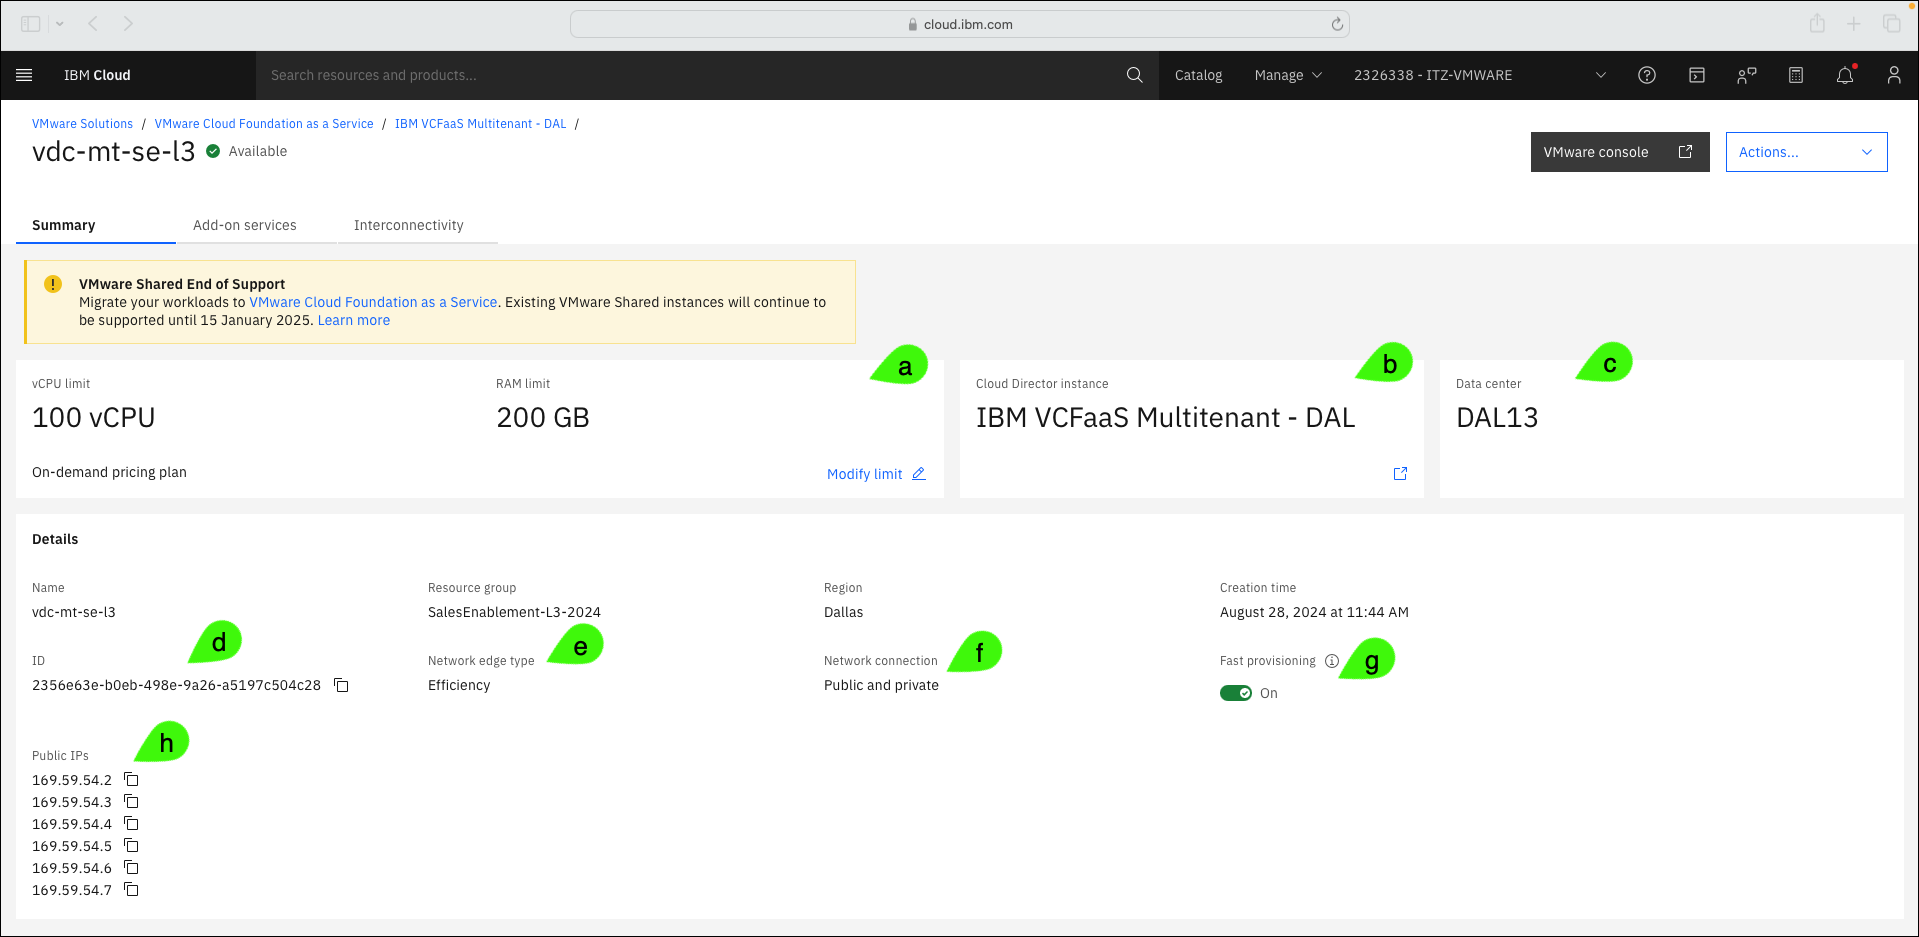 cloud.ibm.com
IBM Cloud
Search resources and products...
Catalog
Manage
2326338 - ITZ-VMWARE
VMware Solutions / VMware Cloud Foundation as a Service / IBM VCFaaS Multitenant - DAL /
vdc-mt-se-l3
Available
VMware console
Actions...
Summary
Add-on services
Interconnectivity
VMware Shared End of Support
Migrate your workloads to VMware Cloud Foundation as a Service. Existing VMware Shared instances will continue to
be supported until 15 January 2025. Learn more
a
vCPU limit
100 vCPU
RAM limit
200 GB
On-demand pricing plan
Modify limit
b
Cloud Director instance
IBM VCFaaS Multitenant - DAL
c
Data center
DAL13
Details
Name
vdc-mt-se-l3
Resource group
SalesEnablement-L3-2024
Region
Dallas
Creation time
August 28, 2024 at 11:44 AM
d
ID
2356e63e-b0eb-498e-9a26-a5197c504c28
e
Network edge type
Efficiency
f
Network connection
Public and private
g
Fast provisioning
On
h
Public IPs
169.59.54.2
169.59.54.3
169.59.54.4
169.59.54.5
169.59.54.6
169.59.54.7